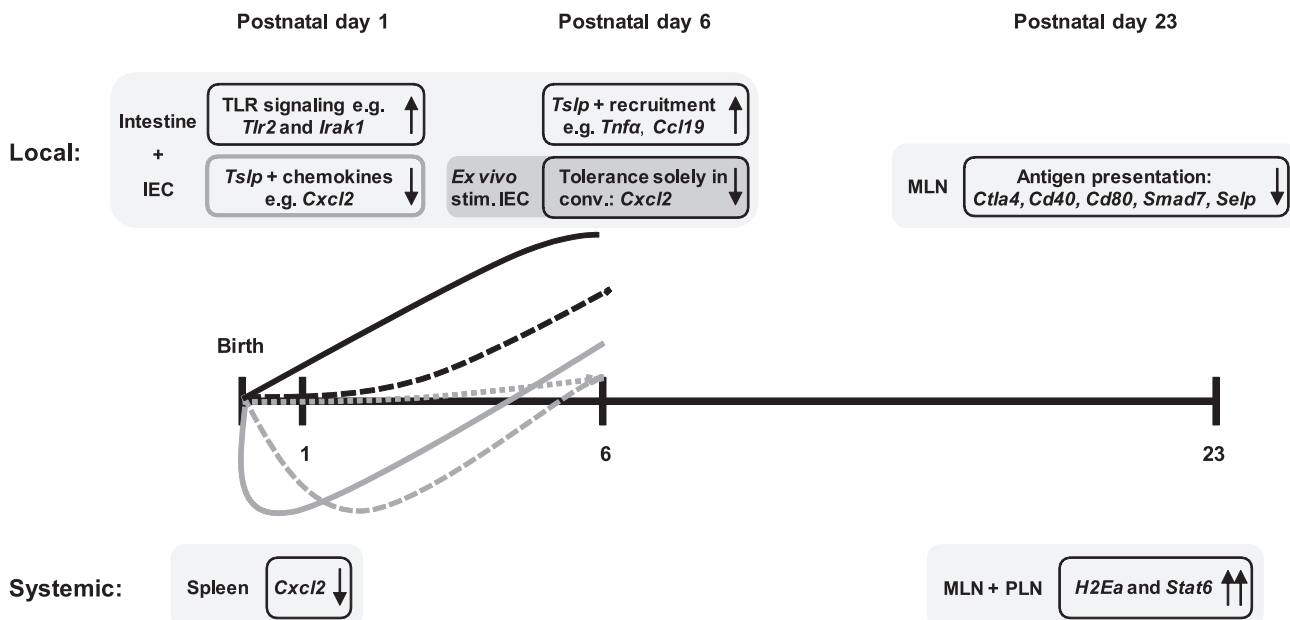 Postnatal day 1
Postnatal day 6
Postnatal day 23
Local:
Intestine
+
IEC
TLR signaling e.g.
Tlr2 and Irak1
Tslp + chemokines
e.g. Cxcl2
Tslp + recruitment
e.g. Tnfα, Ccl19
Ex vivo
stim. IEC
Tolerance solely in
conv.: Cxcl2
MLN
Antigen presentation:
Ctla4, Cd40, Cd80, Smad7, Selp
Birth
1
6
23
Systemic:
Spleen
Cxcl2
MLN + PLN
H2Ea and Stat6